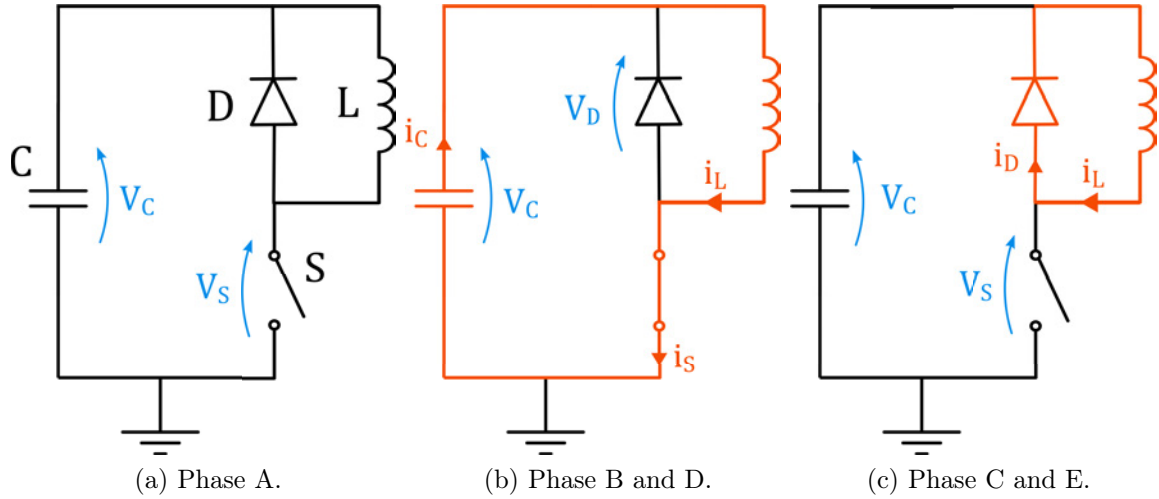 D
L
C
V_C
V_S
S
(a) Phase A.
V_D
i_C
i_L
V_C
i_S
(b) Phase B and D.
i_D
i_L
V_C
V_S
(c) Phase C and E.